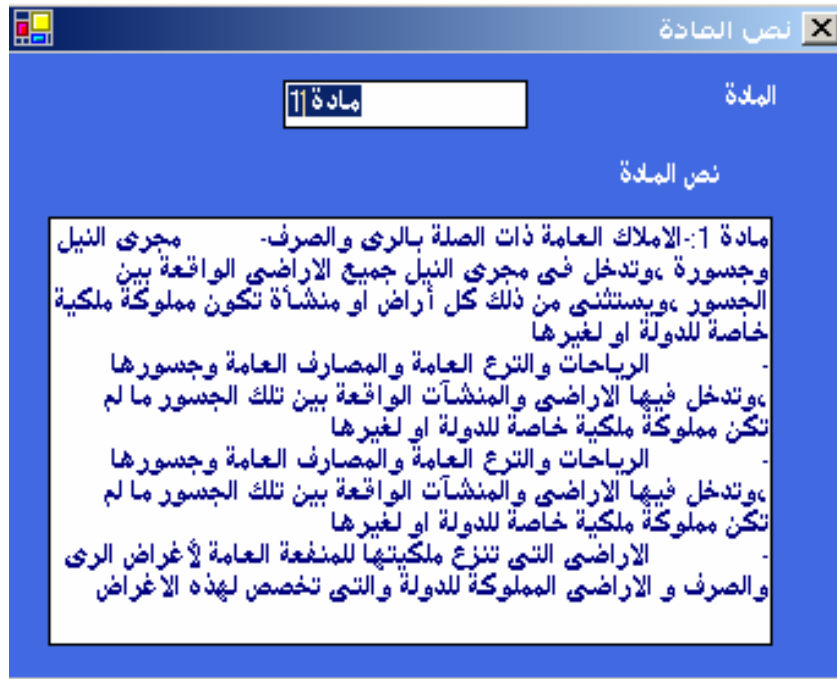 نص المادة
المادة
مادة 1
نص المادة
مادة 1:-الاملاك العامة ذات الصلة بالرى والصرف- مجرى النيل
وجسورة ،وتدخل فى مجرى النيل جميع الاراضى الواقعة بين
الجسور ،ويستثنى من ذلك كل أراض او منشأة تكون مملوكة ملكية
خاصة للدولة او لغيرها
- الرياحات والترع العامة والمصارف العامة وجسورها
،وتدخل فيها الاراضى والمنشآت الواقعة بين تلك الجسور ما لم
تكن مملوكة ملكية خاصة للدولة او لغيرها
- الرياحات والترع العامة والمصارف العامة وجسورها
،وتدخل فيها الاراضى والمنشآت الواقعة بين تلك الجسور ما لم
تكن مملوكة ملكية خاصة للدولة او لغيرها
- الاراضى التى تنزع ملكيتها للمنفعة العامة لأغراض الرى
والصرف و الاراضى المملوكة للدولة والتى تخصص لهذه الاغراض